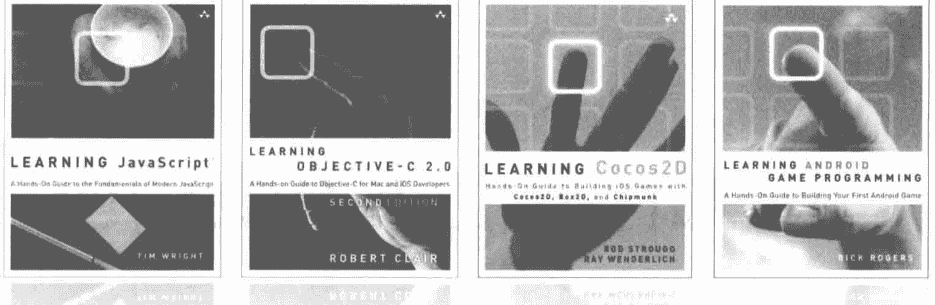 LEARNING JavaScript
A Hands-On Guide to the Fundamentals of Modern JavaScript
TIM WRIGHT
LEARNING
OBJECTIVE-C 2.0
A Hands-on Guide to Objective-C for Mac and iOS Developers
SECOND EDITION
ROBERT CLAIR
LEARNING Cocos2D
Hands-On Guide to Building iOS Games with
Cocos2D, Box2D, and Chipmunk
ROD STROUGO
RAY WENDERLICH
LEARNING ANDROID
GAME PROGRAMMING
A Hands-On Guide to Building Your First Android Game
RICK ROGERS